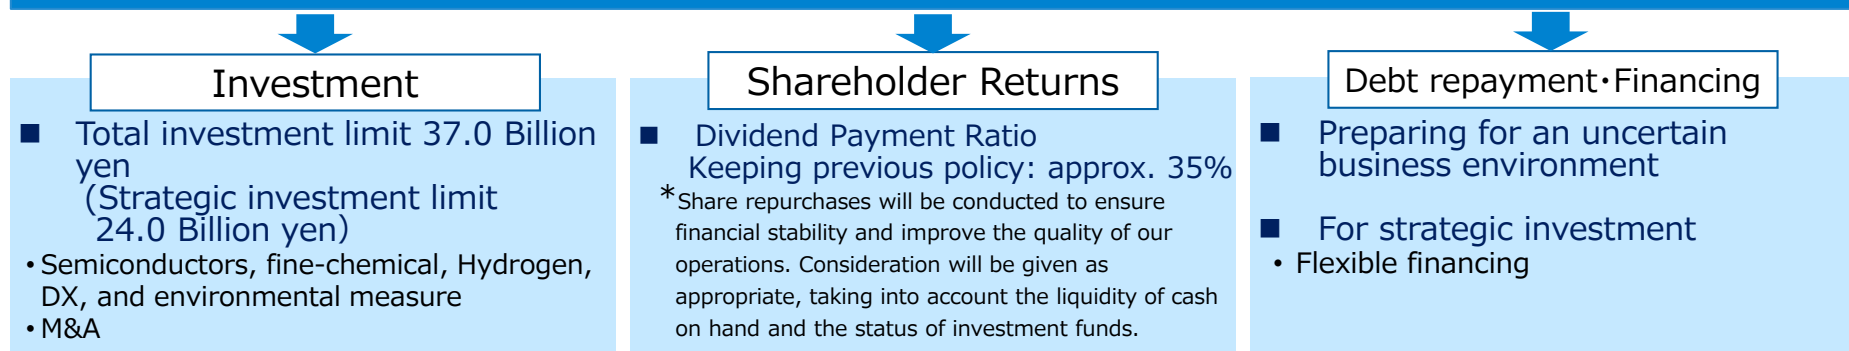 Investment
■ Total investment limit 37.0 Billion
yen
(Strategic investment limit
24.0 Billion yen)
・Semiconductors, fine-chemical, Hydrogen,
DX, and environmental measure
・M&A
Shareholder Returns
■ Dividend Payment Ratio
Keeping previous policy: approx. 35%
*Share repurchases will be conducted to ensure
financial stability and improve the quality of our
operations. Consideration will be given as
appropriate, taking into account the liquidity of cash
on hand and the status of investment funds.
Debt repayment・Financing
■ Preparing for an uncertain
business environment
■ For strategic investment
・ Flexible financing